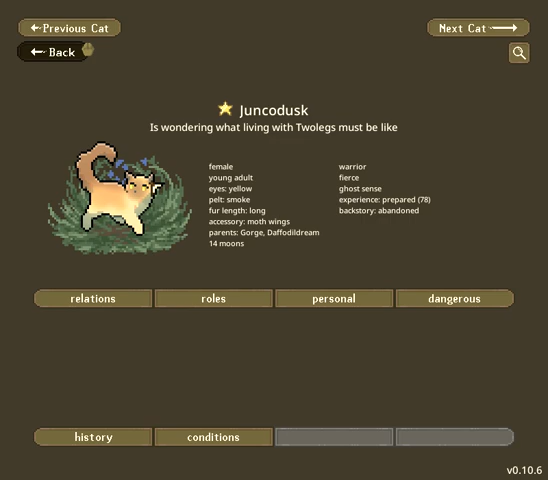 Previous Cat
Next Cat
Back
Juncodusk
Is wondering what living with Twolegs must be like
female
young adult
eyes: yellow
pelt: smoke
fur length: long
accessory: moth wings
parents: Gorge, Daffodildream
14 moons
warrior
fierce
ghost sense
experience: prepared (78)
backstory: abandoned
relations
roles
personal
dangerous
history
conditions
v0.10.6